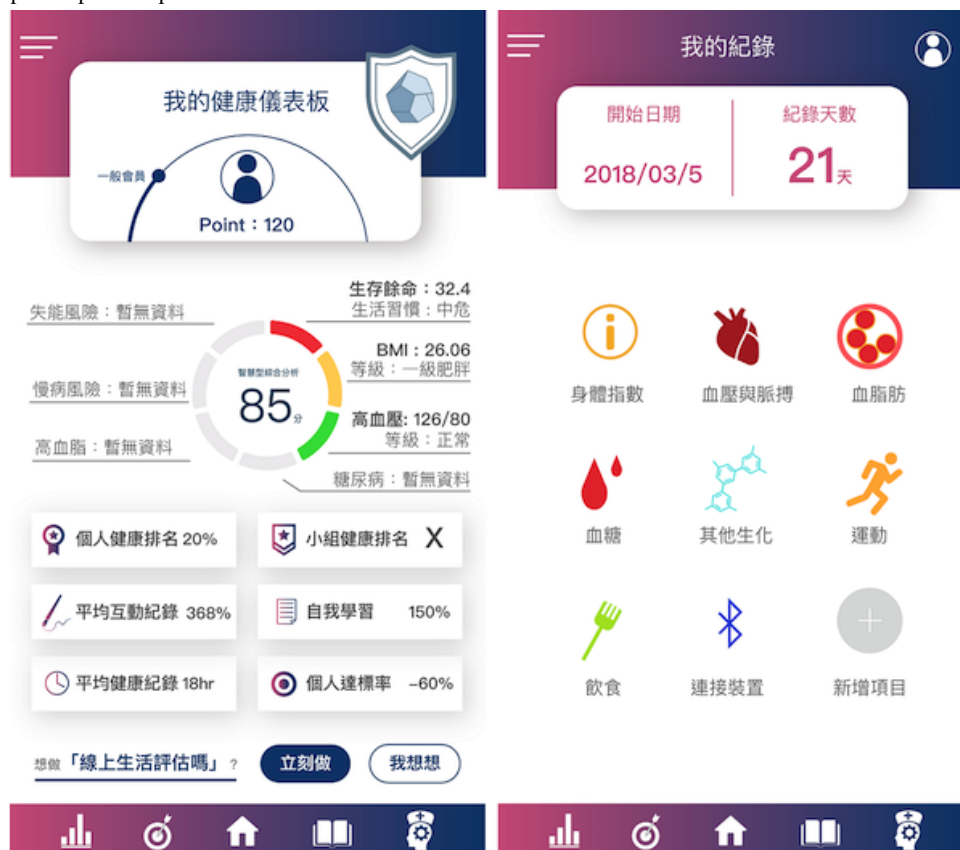 我的健康儀表板
一般會員
Point：120
失能風險：暫無資料
慢病風險：暫無資料
高血脂：暫無資料
智慧型綜合分析
85分
生存餘命：32.4
生活習慣：中危
BMI：26.06
等級：一級肥胖
高血壓: 126/80
等級：正常
糖尿病：暫無資料
個人健康排名 20%
小組健康排名 X
平均互動紀錄 368%
自我學習 150%
平均健康紀錄 18hr
個人達標率 -60%
想做「線上生活評估嗎」？
立刻做
我想想
我的紀錄
開始日期
2018/03/5
紀錄天數
21天
身體指數
血壓與脈搏
血脂肪
血糖
其他生化
運動
飲食
連接裝置
新增項目